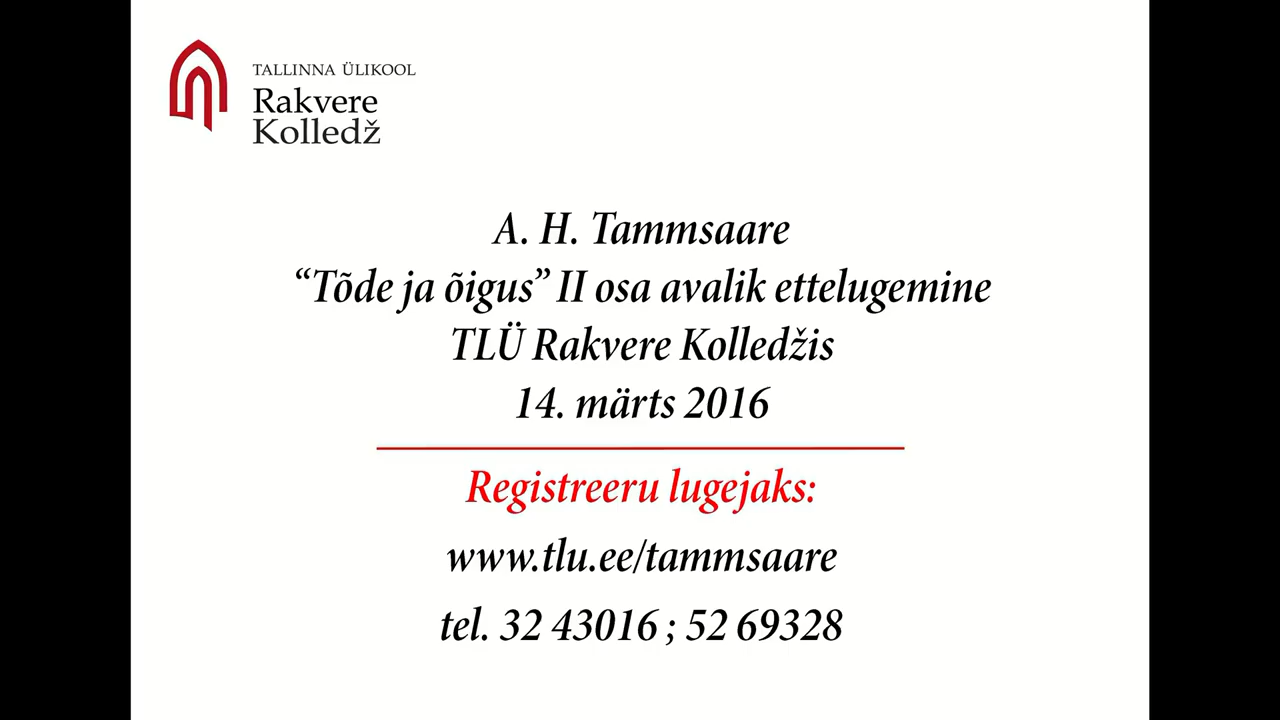 TALLINNA ÜLIKOOL
Rakvere
Kolledž
A. H. Tammsaare
“Tõde ja õigus” II osa avalik ettelugemine
TLÜ Rakvere Kolledžis
14. märts 2016
Registreeru lugejaks:
www.tlu.ee/tammsaare
tel. 32 43016 ; 52 69328